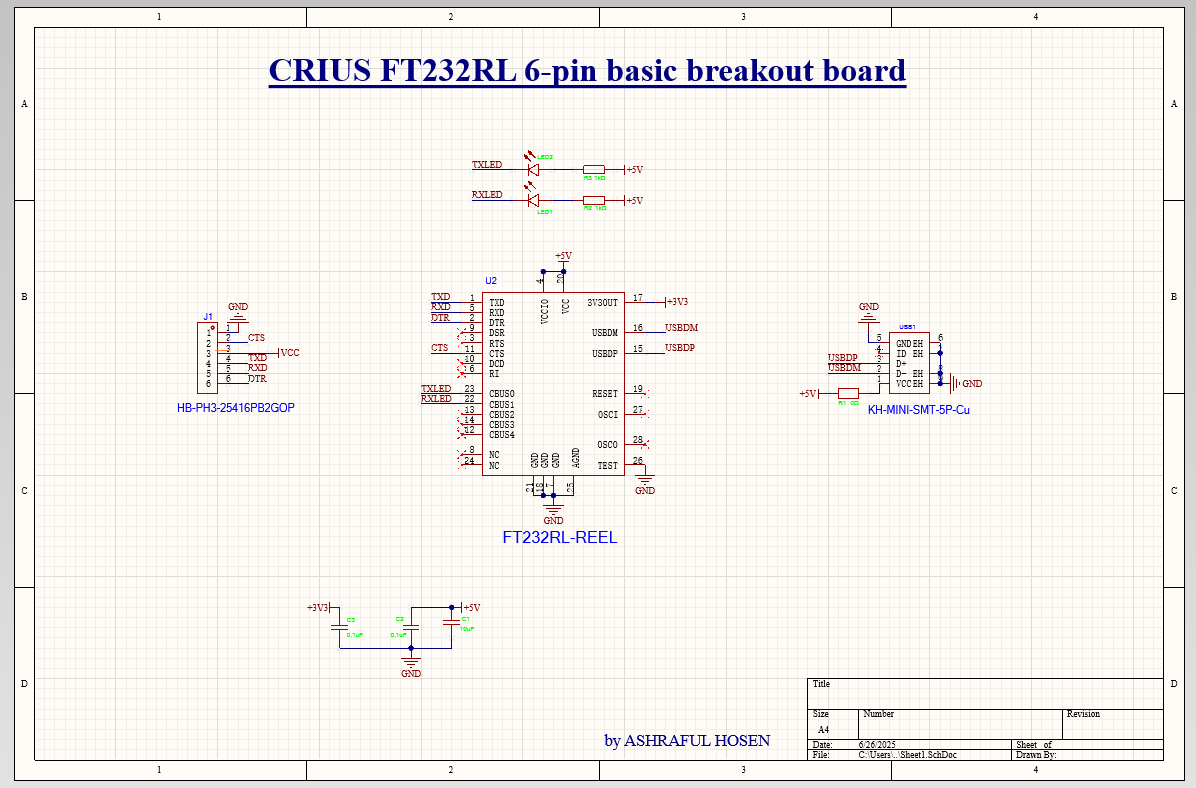 1 2 3 4
CRIUS FT232RL 6-pin basic breakout board
A A
TXLED LED2 R3 1kΩ +5V
RXLED LED1 R2 1kΩ +5V
B B
+5V
U2
4 20
VCCIO VCC
TXD 1 TXD 3V3OUT 17 +3V3
RXD 5 RXD
DTR 2 DTR
9 DSR USBDM 16 USBDM
3 RTS
CTS 11 CTS USBDP 15 USBDP
10 DCD
6 RI
TXLED 23 CBUS0 RESET 19
RXLED 22 CBUS1
13 CBUS2 OSCI 27
14 CBUS3
12 CBUS4
OSCO 28
8 NC
24 NC TEST 26
GND
GND GND GND AGND
21 18 7 25
GND
FT232RL-REEL
GND
J1
1 1
2 2 CTS
3 3 VCC
4 4 TXD
5 5 RXD
6 6 DTR
HB-PH3-25416PB2GOP
GND
USB1
5 GND EH 6
4 ID EH
USBDP 3 D+
USBDM 2 D- EH
1 VCC EH
GND
+5V R1 0Ω
KH-MINI-SMT-5P-Cu
C C
+3V3 +5V
C3 C2 C1
0.1uF 0.1uF 10uF
GND
D D
by ASHRAFUL HOSEN
Title
Size Number Revision
A4
Date: 6/26/2025 Sheet of
File: C:\Users\..\Sheet1.SchDoc Drawn By:
1 2 3 4